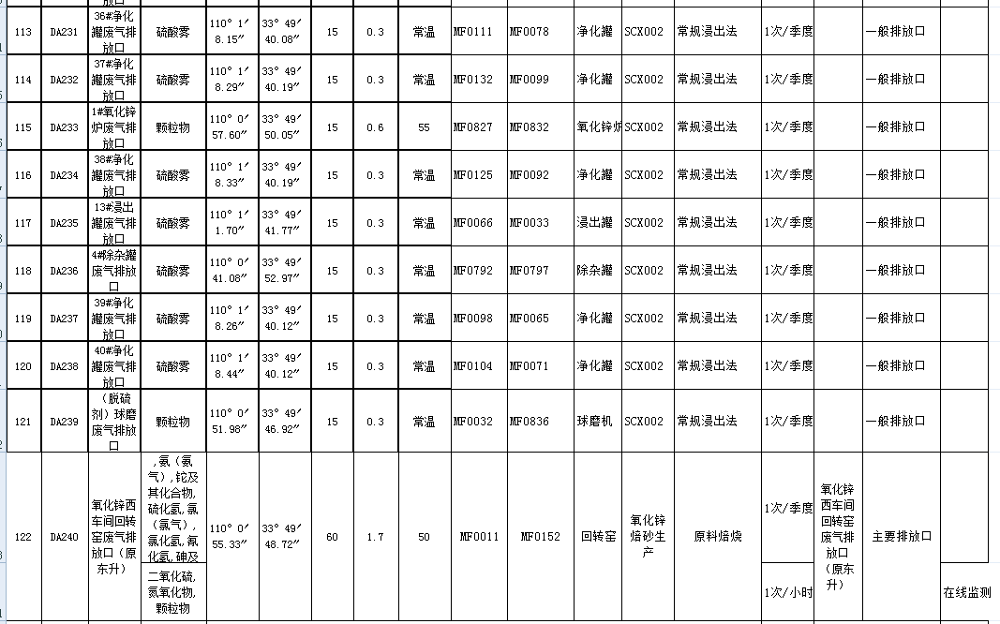 113 DA231 36#净化罐废气排放口 硫酸雾 110° 1′ 8.15″ 33° 49′ 40.08″ 15 0.3 常温 MF0111 MF0078 净化罐 SCX002 常规浸出法 1次/季度 一般排放口
114 DA232 37#净化罐废气排放口 硫酸雾 110° 1′ 8.29″ 33° 49′ 40.19″ 15 0.3 常温 MF0132 MF0099 净化罐 SCX002 常规浸出法 1次/季度 一般排放口
115 DA233 1#氧化锌炉废气排放口 颗粒物 110° 0′ 57.60″ 33° 49′ 50.05″ 15 0.6 55 MF0827 MF0832 氧化锌炉 SCX002 常规浸出法 1次/季度 一般排放口
116 DA234 38#净化罐废气排放口 硫酸雾 110° 1′ 8.33″ 33° 49′ 40.19″ 15 0.3 常温 MF0125 MF0092 净化罐 SCX002 常规浸出法 1次/季度 一般排放口
117 DA235 13#浸出罐废气排放口 硫酸雾 110° 1′ 1.70″ 33° 49′ 41.77″ 15 0.3 常温 MF0066 MF0033 浸出罐 SCX002 常规浸出法 1次/季度 一般排放口
118 DA236 4#除杂罐废气排放口 硫酸雾 110° 0′ 41.08″ 33° 49′ 52.97″ 15 0.3 常温 MF0792 MF0797 除杂罐 SCX002 常规浸出法 1次/季度 一般排放口
119 DA237 39#净化罐废气排放口 硫酸雾 110° 1′ 8.26″ 33° 49′ 40.12″ 15 0.3 常温 MF0098 MF0065 净化罐 SCX002 常规浸出法 1次/季度 一般排放口
120 DA238 40#净化罐废气排放口 硫酸雾 110° 1′ 8.44″ 33° 49′ 40.12″ 15 0.3 常温 MF0104 MF0071 净化罐 SCX002 常规浸出法 1次/季度 一般排放口
121 DA239 （脱硫剂）球磨废气排放口 颗粒物 110° 0′ 51.98″ 33° 49′ 46.92″ 15 0.3 常温 MF0032 MF0836 球磨机 SCX002 常规浸出法 1次/季度 一般排放口
122 DA240 氧化锌西车间回转窑废气排放口（原东升） ,氨（氨气）,铊及其化合物,硫化氢,氯（氯气）,氯化氢,氟化氢,砷及 110° 0′ 55.33″ 33° 49′ 48.72″ 60 1.7 50 MF0011 MF0152 回转窑 氧化锌焙砂生产 原料焙烧 1次/季度 氧化锌西车间回转窑废气排放口（原东升） 主要排放口
二氧化硫,氮氧化物,颗粒物 1次/小时 在线监测